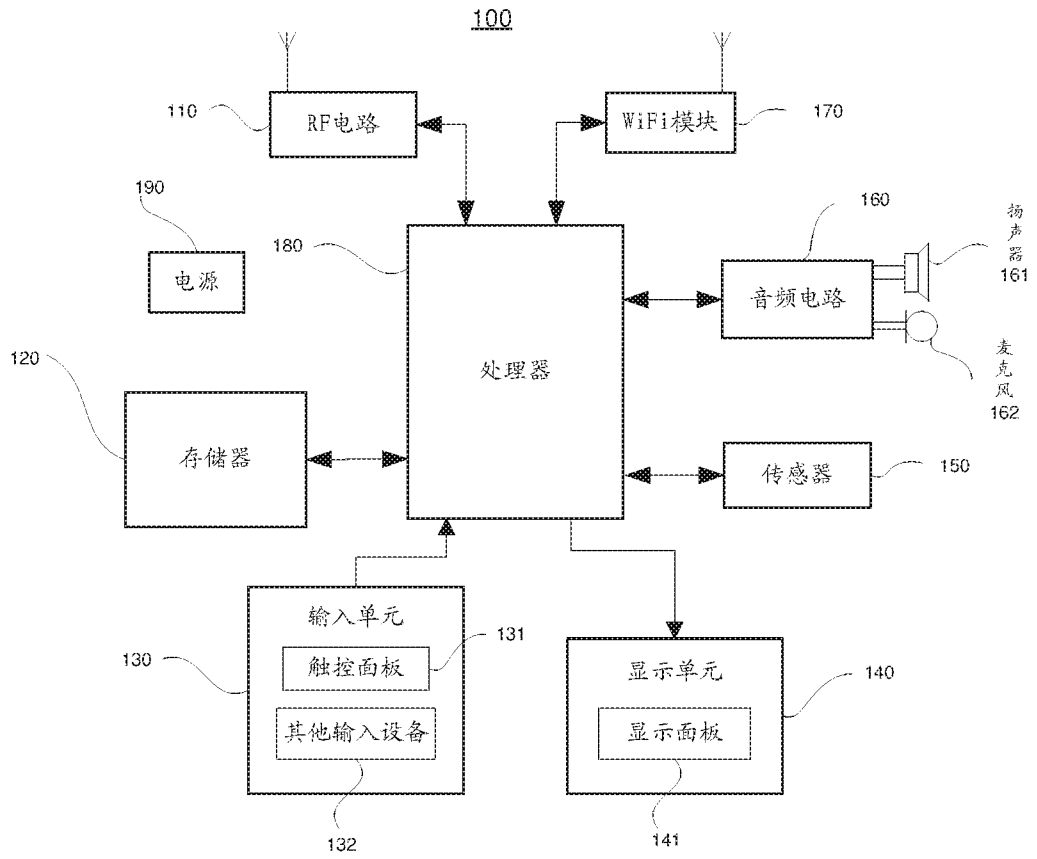 100
110
RF电路
WiFi模块
170
190
电源
180
160
扬声器
161
音频电路
处理器
麦克风
162
120
存储器
传感器
150
输入单元
130
触控面板
131
其他输入设备
132
显示单元
140
显示面板
141